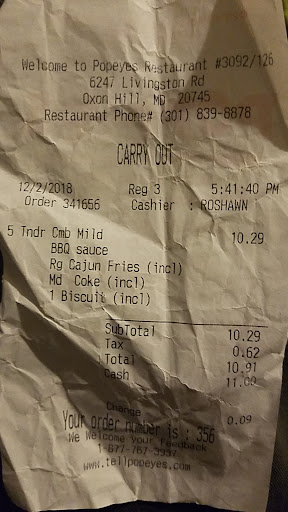 Welcome to Popeyes Restaurant #3092/126
6247 Livingston Rd
Oxon Hill, MD 20745
Restaurant Phone# (301) 839-8878
CARRY OUT
12/2/2018 Reg 3 5:41:40 PM
Order 341656 Cashier : ROSHAWN
5 Tndr Cmb Mild 10.29
BBQ sauce
Rg Cajun Fries (incl)
Md Coke (incl)
1 Biscuit (incl)
SubTotal 10.29
Tax 0.62
Total 10.91
Cash 11.00
Change 0.09
Your order number is : 356
We Welcome Your Feedback
1-877-767-3937
www.tellpopeyes.com